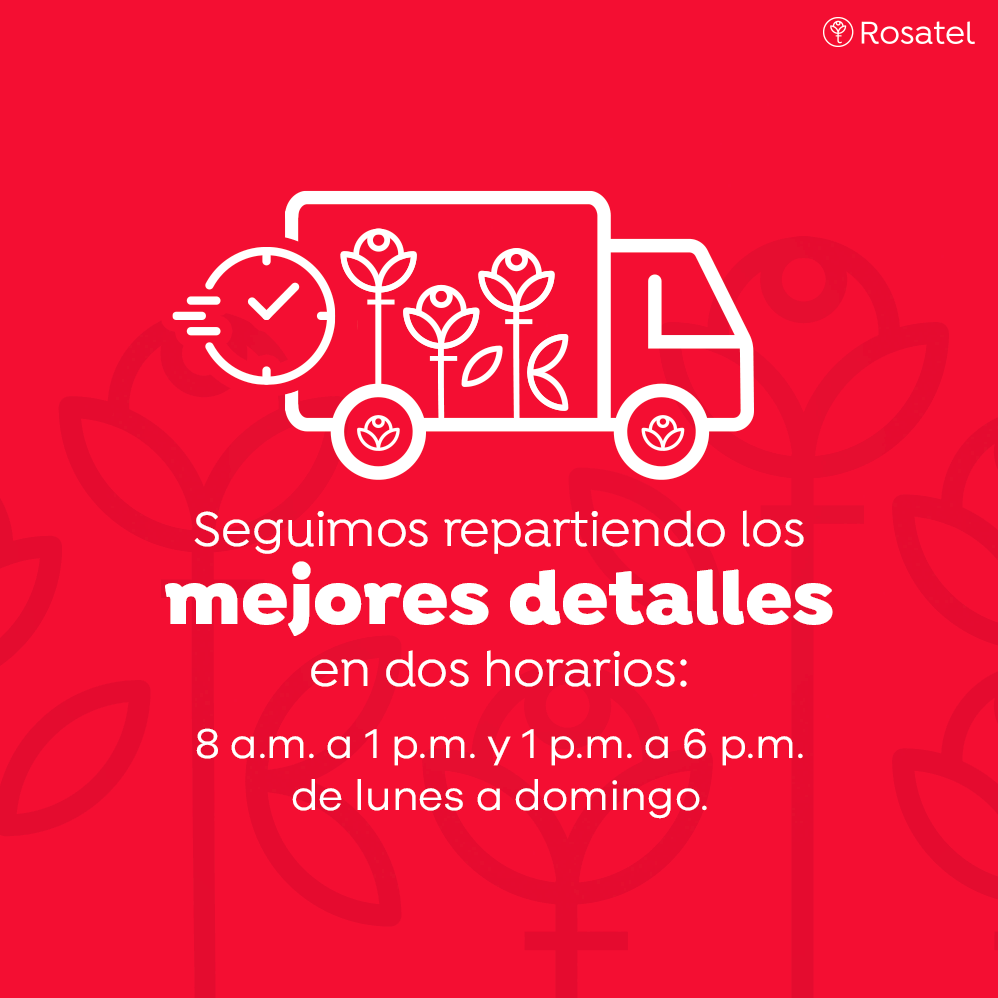 Rosatel
Seguimos repartiendo los
mejores detalles
en dos horarios:
8 a.m. a 1 p.m. y 1 p.m. a 6 p.m.
de lunes a domingo.